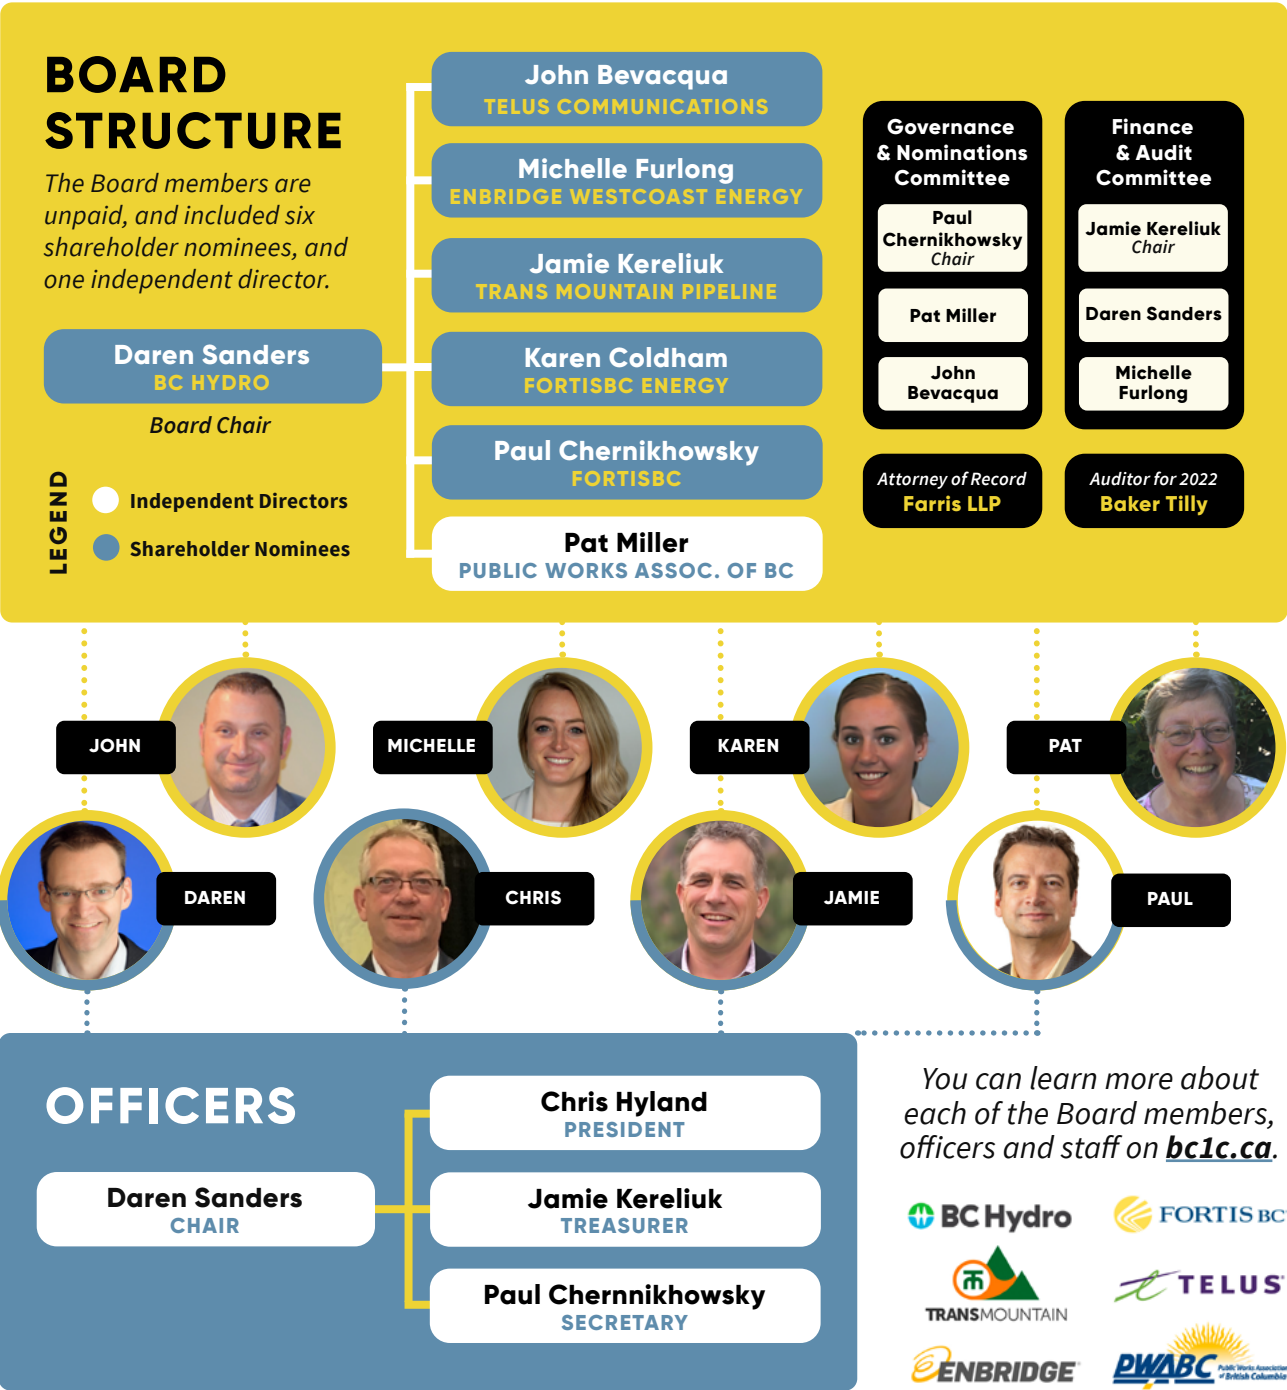 BOARD
STRUCTURE
The Board members are
unpaid, and included six
shareholder nominees, and
one independent director.
Daren Sanders
BC HYDRO
Board Chair
LEGEND
Independent Directors
Shareholder Nominees
John Bevacqua
TELUS COMMUNICATIONS
Michelle Furlong
ENBRIDGE WESTCOAST ENERGY
Jamie Kereliuk
TRANS MOUNTAIN PIPELINE
Karen Coldham
FORTISBC ENERGY
Paul Chernikhowsky
FORTISBC
Pat Miller
PUBLIC WORKS ASSOC. OF BC
Governance
& Nominations
Committee
Paul
Chernikhowsky
Chair
Pat Miller
John
Bevacqua
Attorney of Record
Farris LLP
Finance
& Audit
Committee
Jamie Kereliuk
Chair
Daren Sanders
Michelle
Furlong
Auditor for 2022
Baker Tilly
JOHN
MICHELLE
KAREN
PAT
DAREN
CHRIS
JAMIE
PAUL
OFFICERS
Daren Sanders
CHAIR
Chris Hyland
PRESIDENT
Jamie Kereliuk
TREASURER
Paul Chernnikhowsky
SECRETARY
You can learn more about
each of the Board members,
officers and staff on bc1c.ca.
BC Hydro
FORTIS BC
TRANSMOUNTAIN
TELUS
ENBRIDGE
PWABC
Public Works Association
of British Columbia